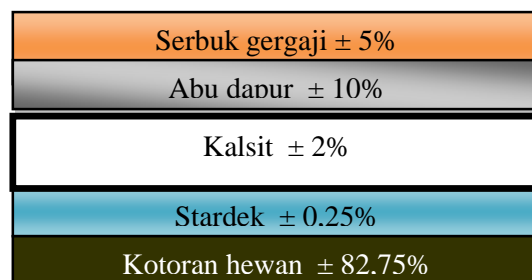 Serbuk gergaji ± 5%
Abu dapur ± 10%
Kalsit ± 2%
Stardek ± 0,25%
Kotoran hewan ± 82,75%